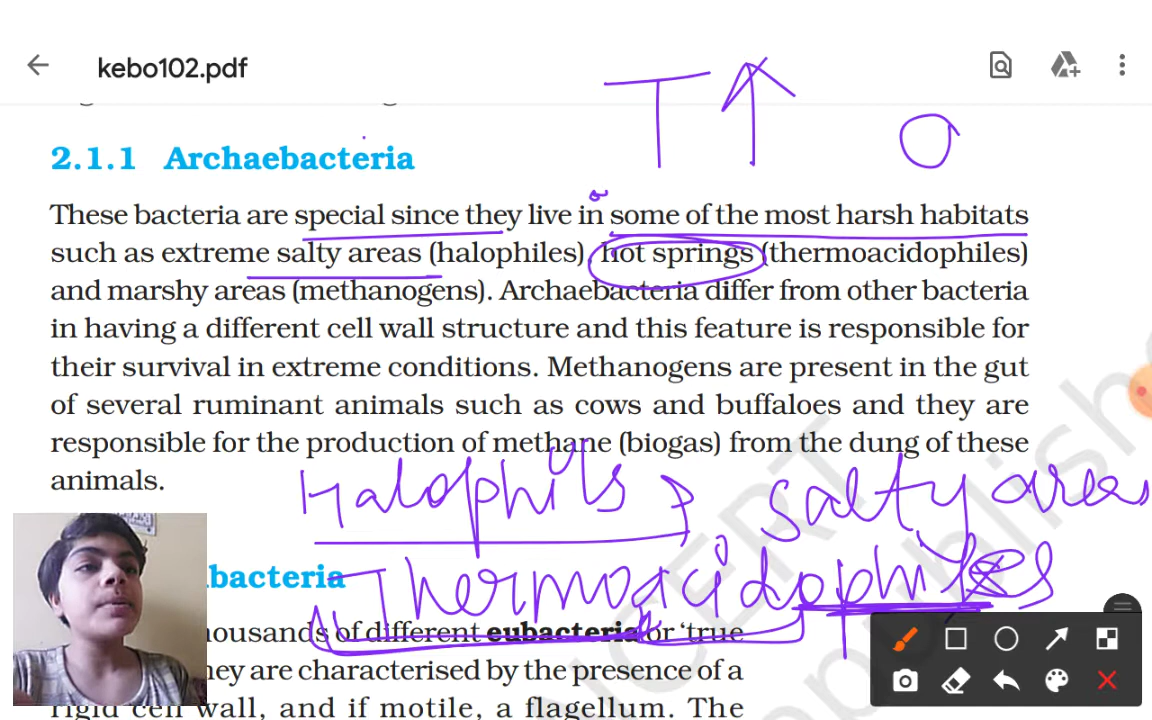 kebo102.pdf
T ↑ O
2.1.1 Archaebacteria
These bacteria are special since they live in some of the most harsh habitats
such as extreme salty areas (halophiles), hot springs (thermoacidophiles)
and marshy areas (methanogens). Archaebacteria differ from other bacteria
in having a different cell wall structure and this feature is responsible for
their survival in extreme conditions. Methanogens are present in the gut
of several ruminant animals such as cows and buffaloes and they are
responsible for the production of methane (biogas) from the dung of these
animals.
Halophils → Salty areas
bacteria
Thermoacidophiles
housands of different eubacteria or ‘true
hey are characterised by the presence of a
rigid cell wall, and if motile, a flagellum. The